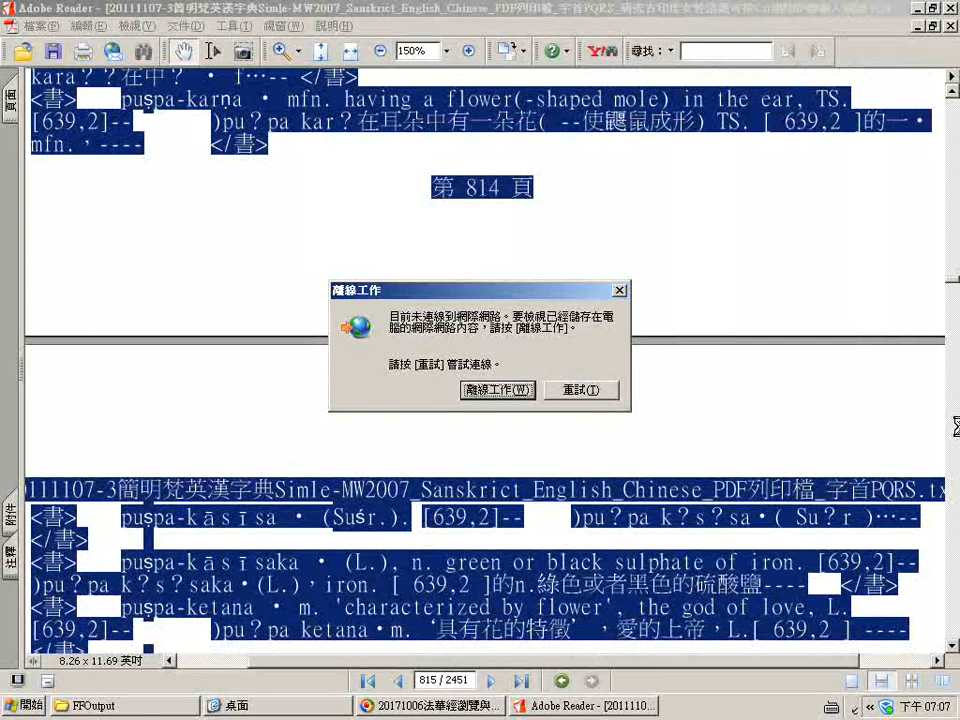 Adobe Reader - [20111107-3簡明梵英漢字典Simle-MW2007_Sanskrict_English_Chinese_PDF列印檔_字首PQRS
檔案(F) 編輯(E) 檢視(V) 文件(D) 工具(T) 視窗(W) 說明(H)
150% Y! 尋找：
頁面
kara？？在中？ ‧ f…-- </書>
<書> puṣpa-karṇa ‧ mfn. having a flower(-shaped mole) in the ear, TS.
[639,2]-- )pu？pa kar？在耳朵中有一朵花( --使鼴鼠成形) TS. [ 639,2 ]的一‧
mfn.，---- </書>
第 814 頁
離線工作
目前未連線到網際網路。要檢視已經儲存在電
腦的網際網路內容，請按 [離線工作]。
請按 [重試] 嘗試連線。
離線工作(W) 重試(T)
附件
注釋
111107-3簡明梵英漢字典Simle-MW2007_Sanskrict_English_Chinese_PDF列印檔_字首PQRS.tx
<書> puṣpa-kāsīsa ‧ (Suśr.). [639,2]-- )pu？pa k?s？sa‧( Su？r )…--
</書>
<書> puṣpa-kāsīsaka ‧ (L.), n. green or black sulphate of iron. [639,2]--
)pu？pa k?s？saka‧(L.)，iron. [ 639,2 ]的n.綠色或者黑色的硫酸鹽---- </書>
<書> puṣpa-ketana ‧ m. 'characterized by flower', the god of love, L.
[639,2]-- )pu？pa ketana‧m.‘具有花的特徵’，愛的上帝，L.[ 639,2 ] ----
</書>
8.26 x 11.69 英吋
815 / 2451
開始 FFOutput 桌面 20171006法華經瀏覽與... Adobe Reader - [2011110... « 下午 07:07